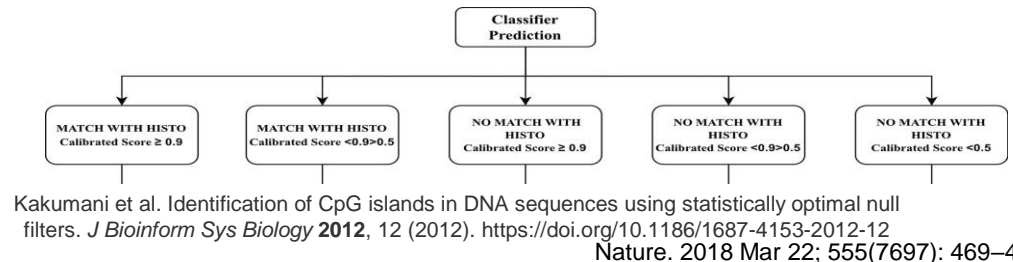 Classifier
Prediction
MATCH WITH HISTO
Calibrated Score ≥ 0.9
MATCH WITH HISTO
Calibrated Score <0.9>0.5
NO MATCH WITH
HISTO
Calibrated Score ≥ 0.9
NO MATCH WITH
HISTO
Calibrated Score <0.9>0.5
NO MATCH WITH
HISTO
Calibrated Score <0.5
Kakumani et al. Identification of CpG islands in DNA sequences using statistically optimal null
filters. J Bioinform Sys Biology 2012, 12 (2012). https://doi.org/10.1186/1687-4153-2012-12
Nature. 2018 Mar 22; 555(7697): 469–4